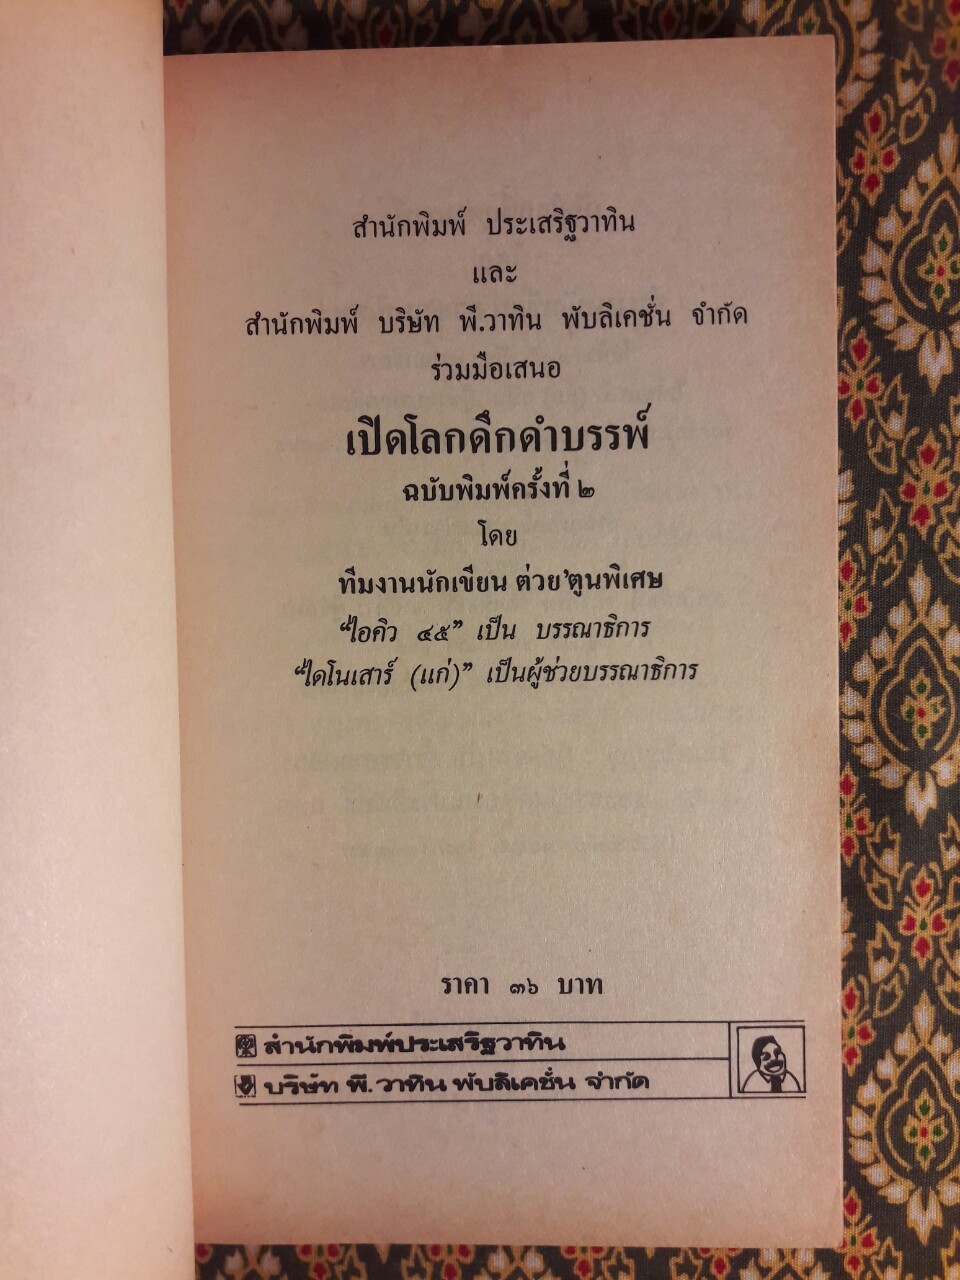 สำนักพิมพ์ ประเสริฐวาทิน
และ
สำนักพิมพ์ บริษัท พี.วาทิน พับลิเคชั่น จำกัด
ร่วมมือเสนอ
เปิดโลกดึกดำบรรพ์
ฉบับพิมพ์ครั้งที่ ๒
โดย
ทีมงานนักเขียน ต่วย'ตูนพิเศษ
“ไอคิว ๔๕” เป็น บรรณาธิการ
“ไดโนเสาร์ (แก่)” เป็นผู้ช่วยบรรณาธิการ
ราคา ๓๖ บาท
สำนักพิมพ์ประเสริฐวาทิน
บริษัท พี. วาทิน พับลิเคชั่น จำกัด